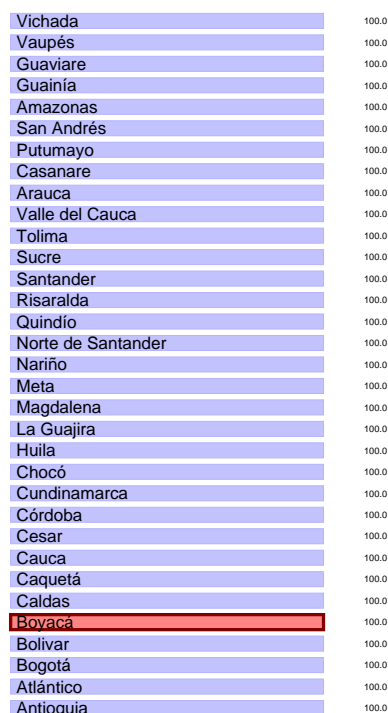 Vichada 100.0
Vaupés 100.0
Guaviare 100.0
Guainía 100.0
Amazonas 100.0
San Andrés 100.0
Putumayo 100.0
Casanare 100.0
Arauca 100.0
Valle del Cauca 100.0
Tolima 100.0
Sucre 100.0
Santander 100.0
Risaralda 100.0
Quindío 100.0
Norte de Santander 100.0
Nariño 100.0
Meta 100.0
Magdalena 100.0
La Guajira 100.0
Huila 100.0
Chocó 100.0
Cundinamarca 100.0
Córdoba 100.0
Cesar 100.0
Cauca 100.0
Caquetá 100.0
Caldas 100.0
Boyacá 100.0
Bolivar 100.0
Bogotá 100.0
Atlántico 100.0
Antioquia 100.0